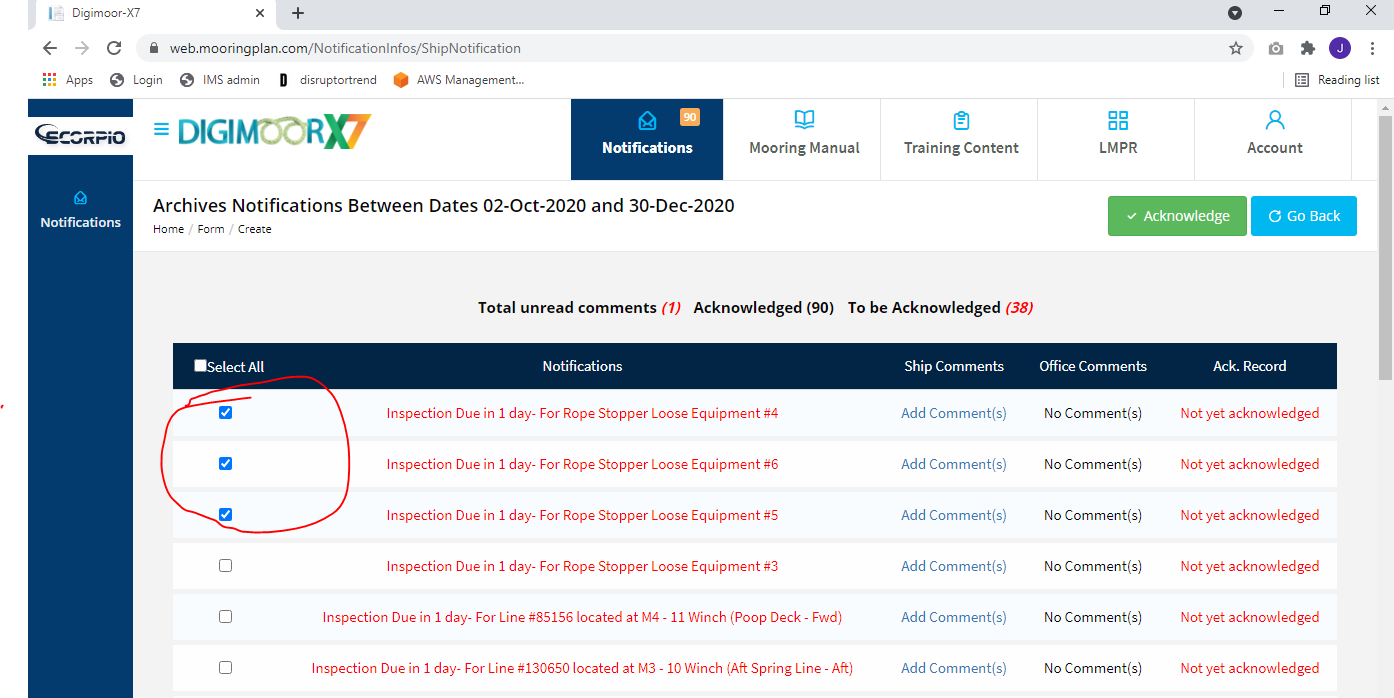 Digimoor-X7
web.mooringplan.com/NotificationInfos/ShipNotification
J
Apps Login IMS admin D disruptortrend AWS Management... Reading list
SCORPIO
DIGIMOORX7
90
Notifications Mooring Manual Training Content LMPR Account
Notifications
Archives Notifications Between Dates 02-Oct-2020 and 30-Dec-2020
Home / Form / Create
Acknowledge Go Back
Total unread comments (1) Acknowledged (90) To be Acknowledged (38)
Select All Notifications Ship Comments Office Comments Ack. Record
Inspection Due in 1 day- For Rope Stopper Loose Equipment #4 Add Comment(s) No Comment(s) Not yet acknowledged
Inspection Due in 1 day- For Rope Stopper Loose Equipment #6 Add Comment(s) No Comment(s) Not yet acknowledged
Inspection Due in 1 day- For Rope Stopper Loose Equipment #5 Add Comment(s) No Comment(s) Not yet acknowledged
Inspection Due in 1 day- For Rope Stopper Loose Equipment #3 Add Comment(s) No Comment(s) Not yet acknowledged
Inspection Due in 1 day- For Line #85156 located at M4 - 11 Winch (Poop Deck - Fwd) Add Comment(s) No Comment(s) Not yet acknowledged
Inspection Due in 1 day- For Line #130650 located at M3 - 10 Winch (Aft Spring Line - Aft) Add Comment(s) No Comment(s) Not yet acknowledged